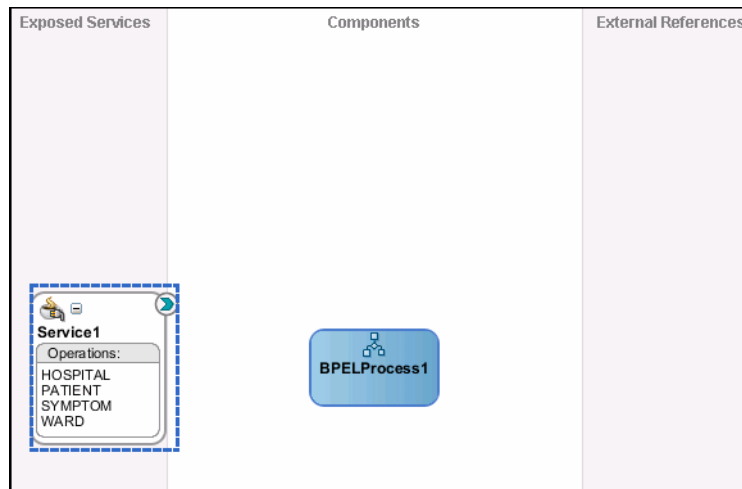 Exposed Services
Components
External References
Service1
Operations:
HOSPITAL
PATIENT
SYMPTOM
WARD
BPELProcess1